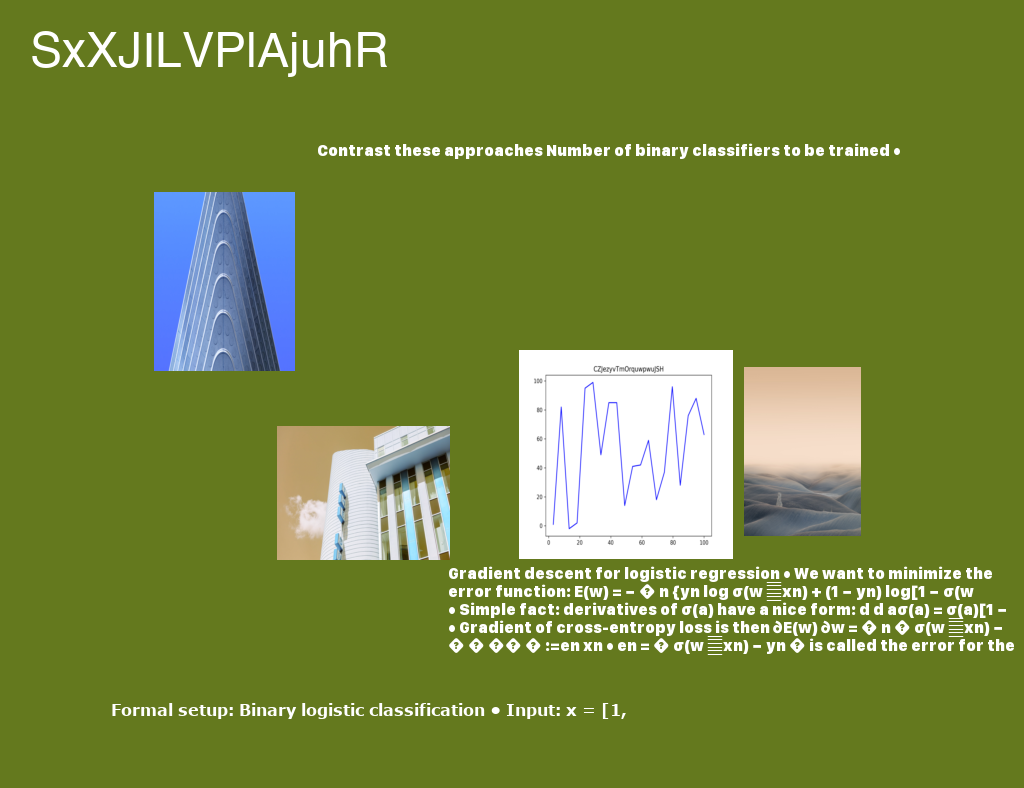 SxXJILVPlAjuhR
Contrast these approaches Number of binary classifiers to be trained •
CZJezyvTmOrquwpwuJSH
100
80
60
40
20
0
0 20 40 60 80 100
Gradient descent for logistic regression • We want to minimize the
error function: E(w) = − � n {yn log σ(w xn) + (1 − yn) log[1 − σ(w
• Simple fact: derivatives of σ(a) have a nice form: d d aσ(a) = σ(a)[1 −
• Gradient of cross-entropy loss is then ∂E(w) ∂w = � n � σ(w xn) −
� � �� � :=en xn • en = � σ(w xn) − yn � is called the error for the
Formal setup: Binary logistic classification • Input: x = [1,